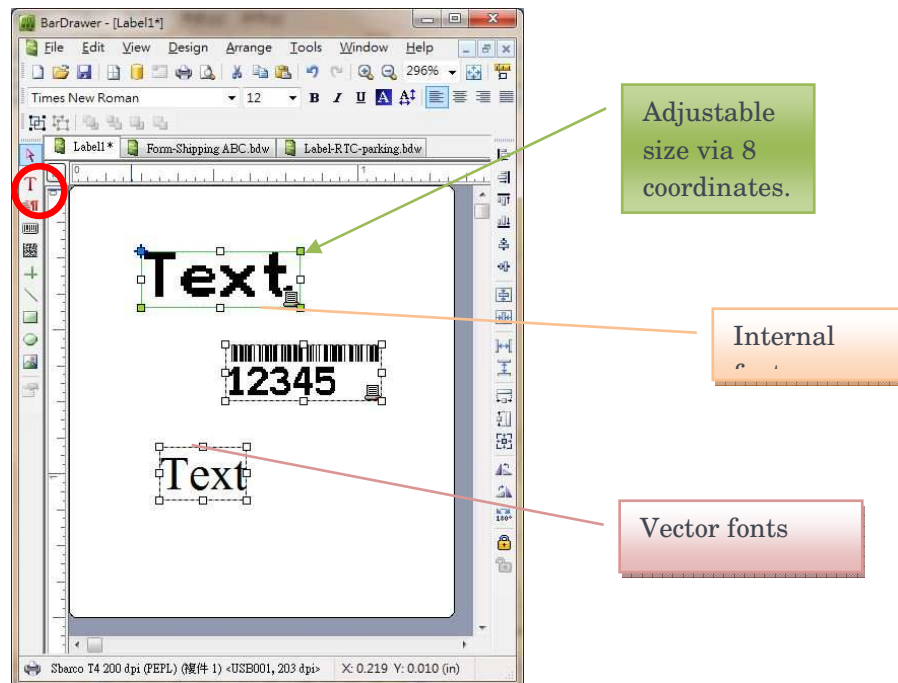 BarDrawer - [Label1*]
File Edit View Design Arrange Tools Window Help
296%
Times New Roman 12 B I U A A
Label1* Form-Shipping ABC.bdw Label-RTC-parking.bdw
0 1
T
Text
12345
Text
1
180°
Sbarco T4 200 dpi (PEPL) (複件 1) <USB001, 203 dpi> X: 0.219 Y: 0.010 (in)
Adjustable
size via 8
coordinates.
Internal
Vector fonts